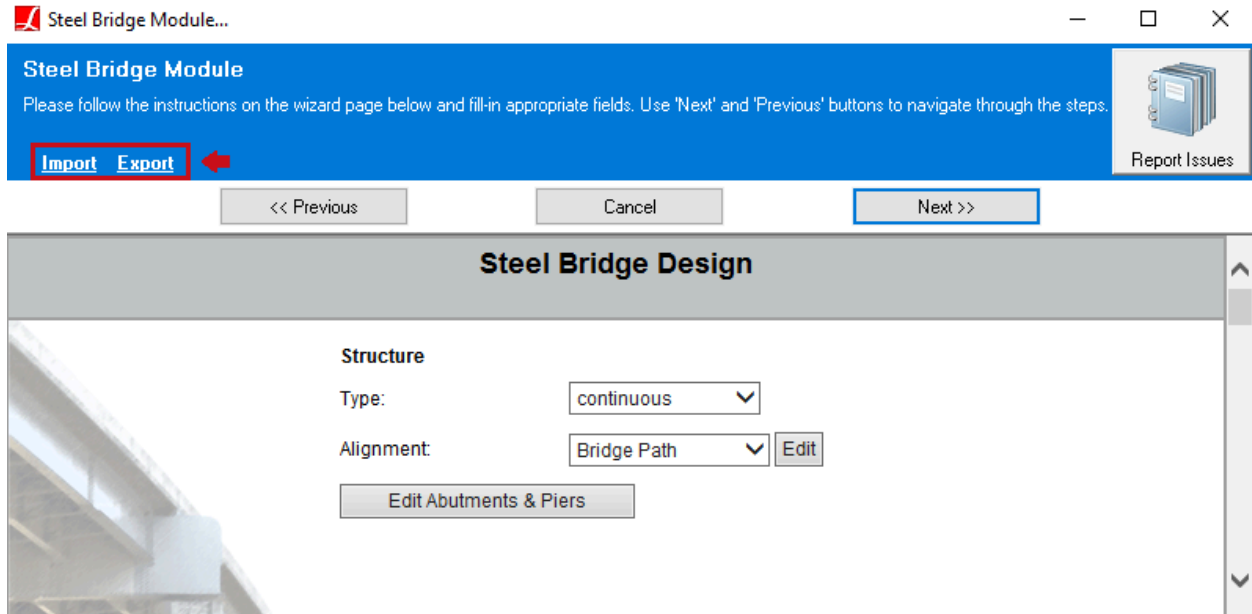 Steel Bridge Module...
Steel Bridge Module
Please follow the instructions on the wizard page below and fill-in appropriate fields. Use 'Next' and 'Previous' buttons to navigate through the steps.
Import Export
Report Issues
<< Previous Cancel Next >>
Steel Bridge Design
Structure
Type: continuous
Alignment: Bridge Path Edit
Edit Abutments & Piers